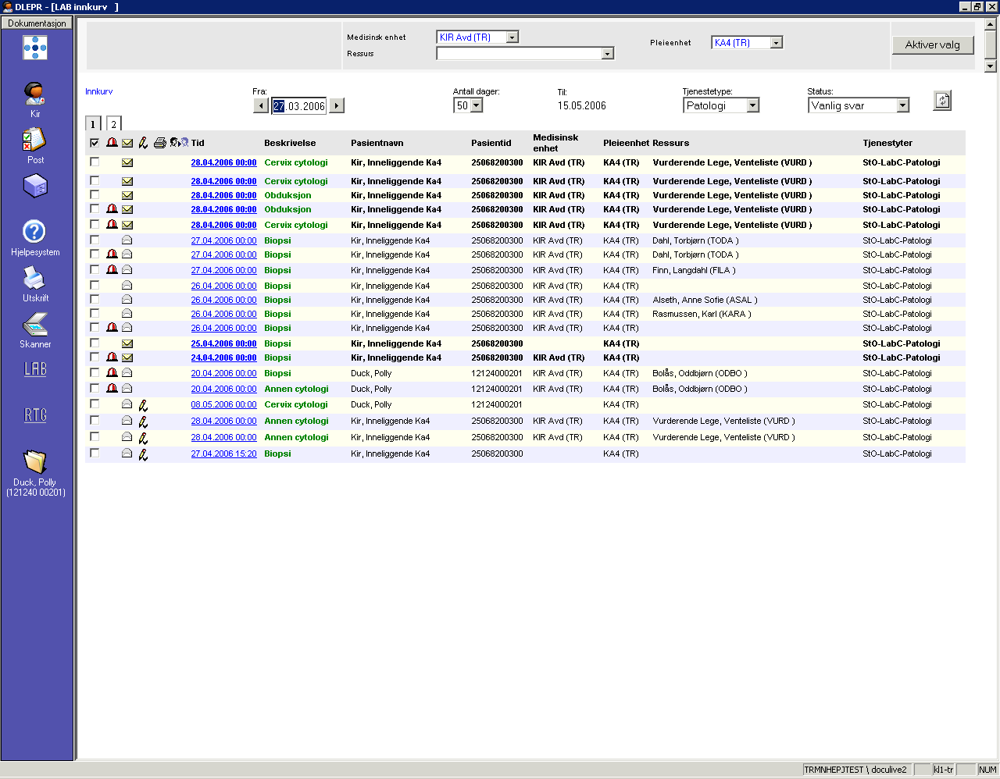 DLEPR - [LAB innkurv ]
Dokumentasjon
Kir
Post
Hjelpesystem
Utskrift
Skanner
LAB
RTG
Duck, Polly
(121240 00201)
Medisinsk enhet KIR Avd (TR) Pleieenhet KA4 (TR) Aktiver valg
Ressurs
Innkurv Fra: Antall dager: Til: Tjenestetype: Status:
27.03.2006 50 15.05.2006 Patologi Vanlig svar
1 2
Tid Beskrivelse Pasientnavn Pasientid Medisinsk enhet Pleieenhet Ressurs Tjenestyter
28.04.2006 00:00 Cervix cytologi Kir, Inneliggende Ka4 25068200300 KIR Avd (TR) KA4 (TR) Vurderende Lege, Venteliste (VURD ) StO-LabC-Patologi
28.04.2006 00:00 Cervix cytologi Kir, Inneliggende Ka4 25068200300 KIR Avd (TR) KA4 (TR) Vurderende Lege, Venteliste (VURD ) StO-LabC-Patologi
28.04.2006 00:00 Obduksjon Kir, Inneliggende Ka4 25068200300 KIR Avd (TR) KA4 (TR) Vurderende Lege, Venteliste (VURD ) StO-LabC-Patologi
28.04.2006 00:00 Obduksjon Kir, Inneliggende Ka4 25068200300 KIR Avd (TR) KA4 (TR) Vurderende Lege, Venteliste (VURD ) StO-LabC-Patologi
28.04.2006 00:00 Cervix cytologi Kir, Inneliggende Ka4 25068200300 KIR Avd (TR) KA4 (TR) Vurderende Lege, Venteliste (VURD ) StO-LabC-Patologi
27.04.2006 00:00 Biopsi Kir, Inneliggende Ka4 25068200300 KIR Avd (TR) KA4 (TR) Dahl, Torbjørn (TODA ) StO-LabC-Patologi
27.04.2006 00:00 Biopsi Kir, Inneliggende Ka4 25068200300 KIR Avd (TR) KA4 (TR) Dahl, Torbjørn (TODA ) StO-LabC-Patologi
27.04.2006 00:00 Biopsi Kir, Inneliggende Ka4 25068200300 KIR Avd (TR) KA4 (TR) Finn, Langdahl (FILA ) StO-LabC-Patologi
26.04.2006 00:00 Biopsi Kir, Inneliggende Ka4 25068200300 KIR Avd (TR) KA4 (TR) StO-LabC-Patologi
26.04.2006 00:00 Biopsi Kir, Inneliggende Ka4 25068200300 KIR Avd (TR) KA4 (TR) Alseth, Anne Sofie (ASAL ) StO-LabC-Patologi
26.04.2006 00:00 Biopsi Kir, Inneliggende Ka4 25068200300 KIR Avd (TR) KA4 (TR) Rasmussen, Karl (KARA ) StO-LabC-Patologi
26.04.2006 00:00 Biopsi Kir, Inneliggende Ka4 25068200300 KIR Avd (TR) KA4 (TR) StO-LabC-Patologi
25.04.2006 00:00 Biopsi Kir, Inneliggende Ka4 25068200300 KA4 (TR) StO-LabC-Patologi
24.04.2006 00:00 Biopsi Kir, Inneliggende Ka4 25068200300 KIR Avd (TR) KA4 (TR) StO-LabC-Patologi
20.04.2006 00:00 Biopsi Duck, Polly 12124000201 KIR Avd (TR) KA4 (TR) Bolås, Oddbjørn (ODBO ) StO-LabC-Patologi
20.04.2006 00:00 Annen cytologi Duck, Polly 12124000201 KIR Avd (TR) KA4 (TR) Bolås, Oddbjørn (ODBO ) StO-LabC-Patologi
08.05.2006 00:00 Cervix cytologi Duck, Polly 12124000201 KA4 (TR) StO-LabC-Patologi
28.04.2006 00:00 Annen cytologi Kir, Inneliggende Ka4 25068200300 KIR Avd (TR) KA4 (TR) Vurderende Lege, Venteliste (VURD ) StO-LabC-Patologi
28.04.2006 00:00 Annen cytologi Kir, Inneliggende Ka4 25068200300 KIR Avd (TR) KA4 (TR) Vurderende Lege, Venteliste (VURD ) StO-LabC-Patologi
27.04.2006 15:20 Biopsi Kir, Inneliggende Ka4 25068200300 KA4 (TR) StO-LabC-Patologi
TRMNHEPJTEST \ doculive2 kl1-tr NUM